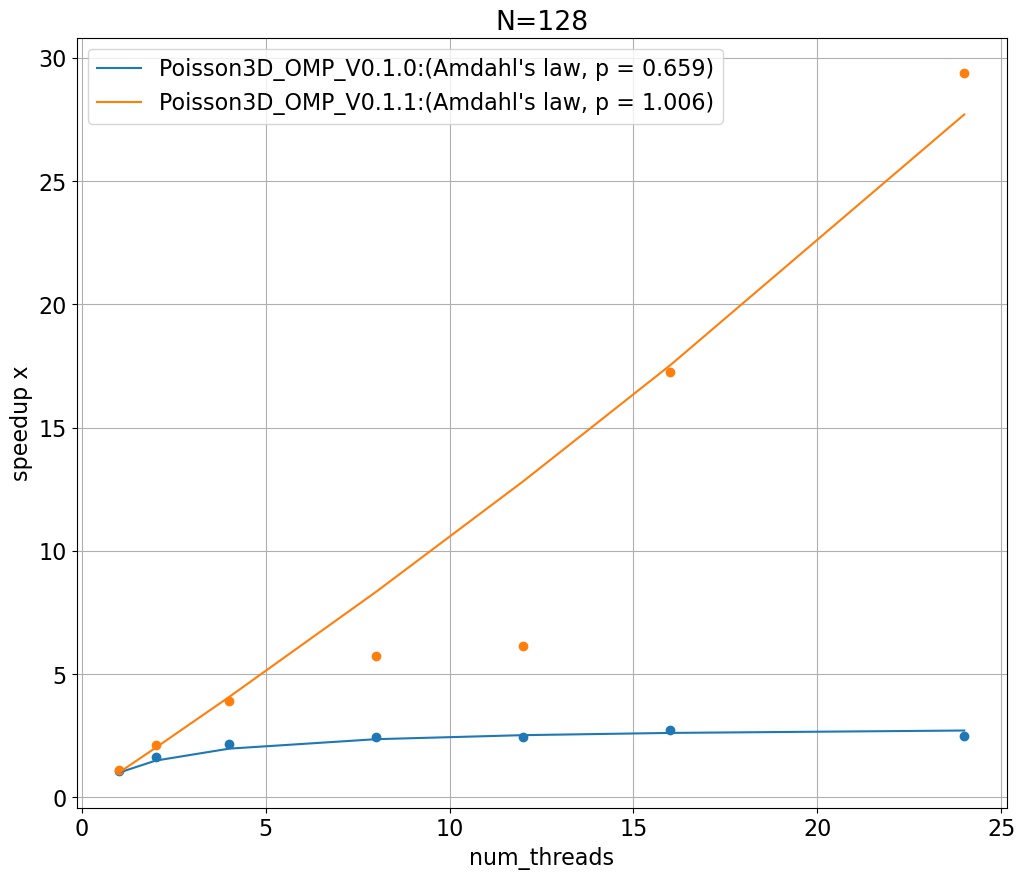 N=128
Poisson3D_OMP_V0.1.0:(Amdahl's law, p = 0.659)
Poisson3D_OMP_V0.1.1:(Amdahl's law, p = 1.006)
speedup x
30
25
20
15
10
5
0
0 5 10 15 20 25
num_threads